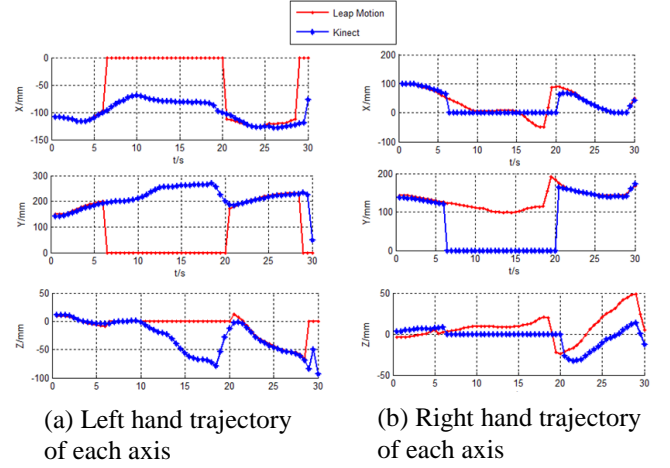 Leap Motion
Kinect
0
-50
-100
-150
X/mm
0 5 10 15 20 25 30
t/s
200
100
0
-100
X/mm
0 5 10 15 20 25 30
t/s
300
200
100
0
Y/mm
0 5 10 15 20 25 30
t/s
200
100
0
Y/mm
0 5 10 15 20 25 30
t/s
50
0
-50
-100
Z/mm
0 5 10 15 20 25 30
t/s
50
0
-50
Z/mm
0 5 10 15 20 25 30
t/s
(a) Left hand trajectory
of each axis
(b) Right hand trajectory
of each axis